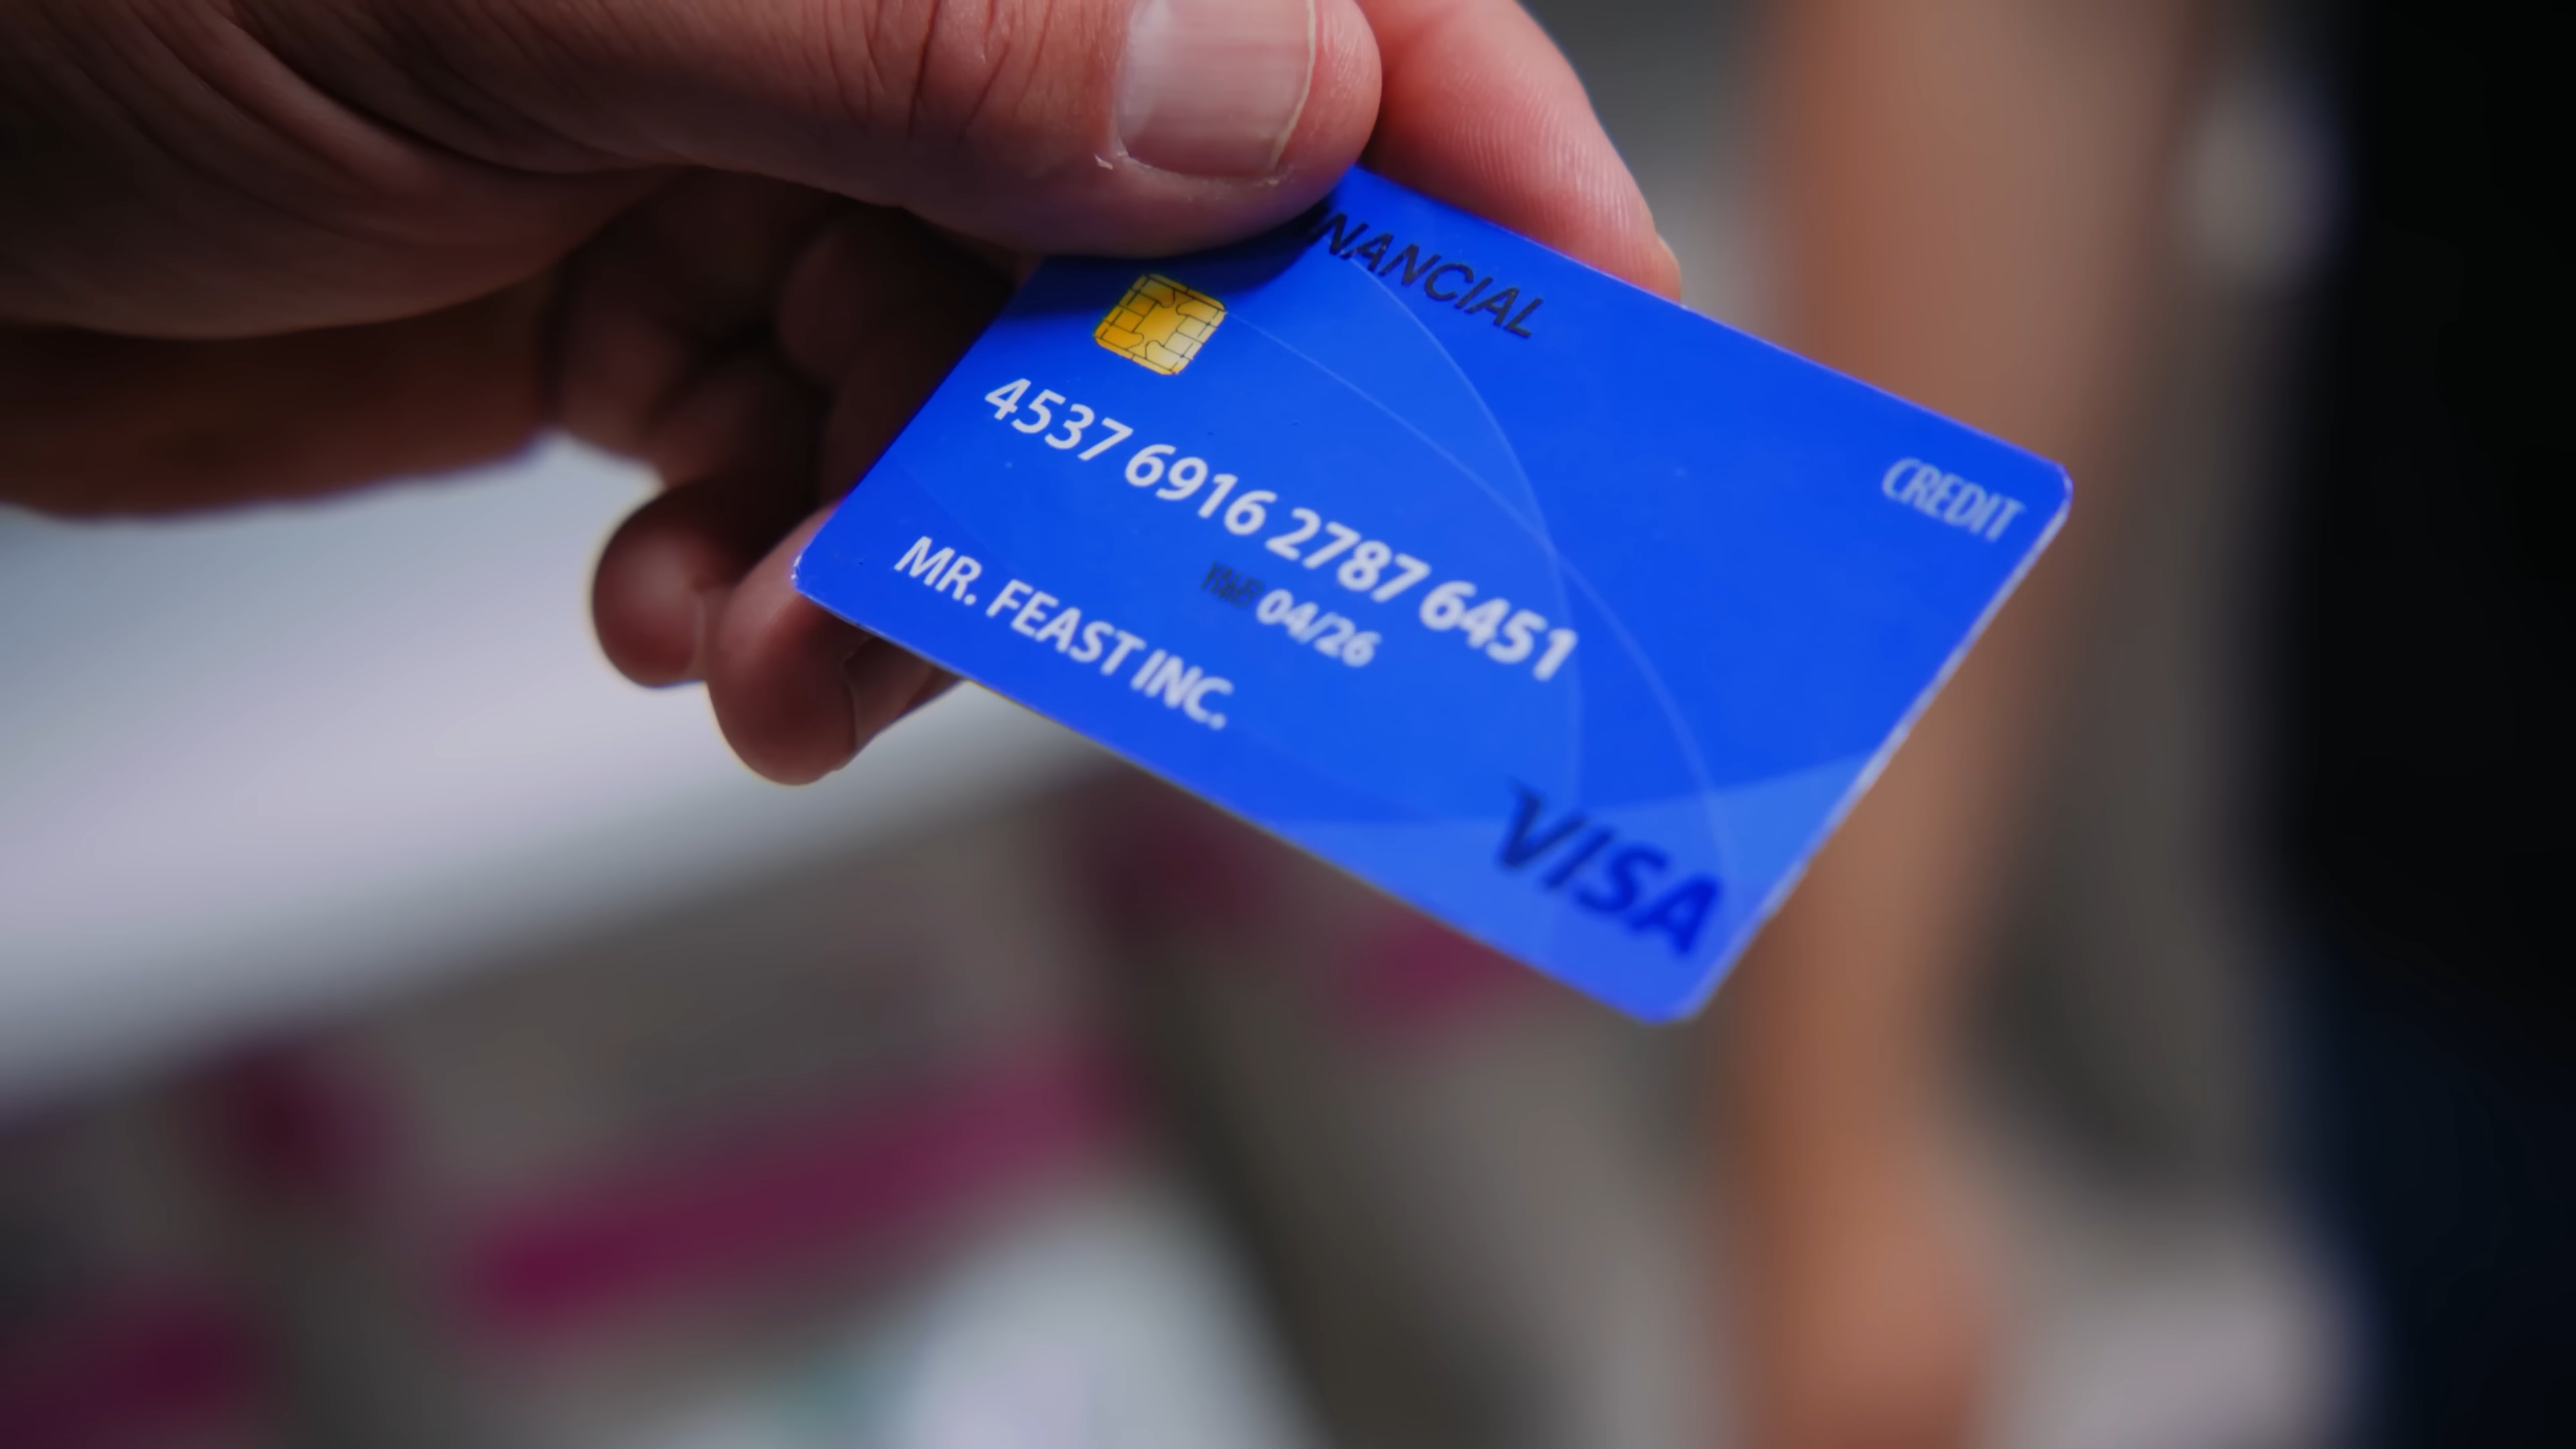 NANCIAL
CREDIT
4537 6916 2787 6451
04/26
MR. FEAST INC.
VISA